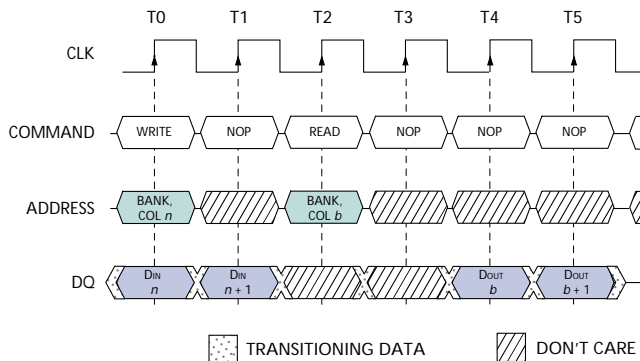 T0 T1 T2 T3 T4 T5
CLK
COMMAND WRITE NOP READ NOP NOP NOP
ADDRESS BANK, COL n BANK, COL b
DQ DIN n DIN n + 1 DOUT b DOUT b + 1
TRANSITIONING DATA DON'T CARE